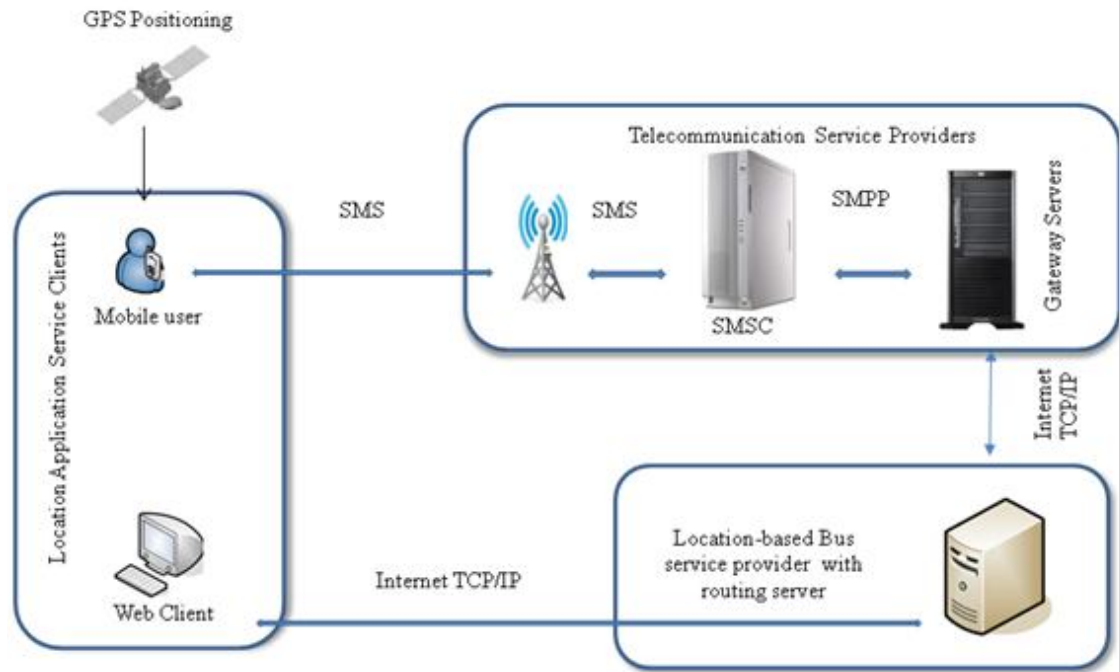 GPS Positioning
Telecommunication Service Providers
SMS
SMS
SMPP
Gateway Servers
Location Application Service Clients
Mobile user
SMSC
Internet
TCP/IP
Location-based Bus
service provider with
routing server
Internet TCP/IP
Web Client